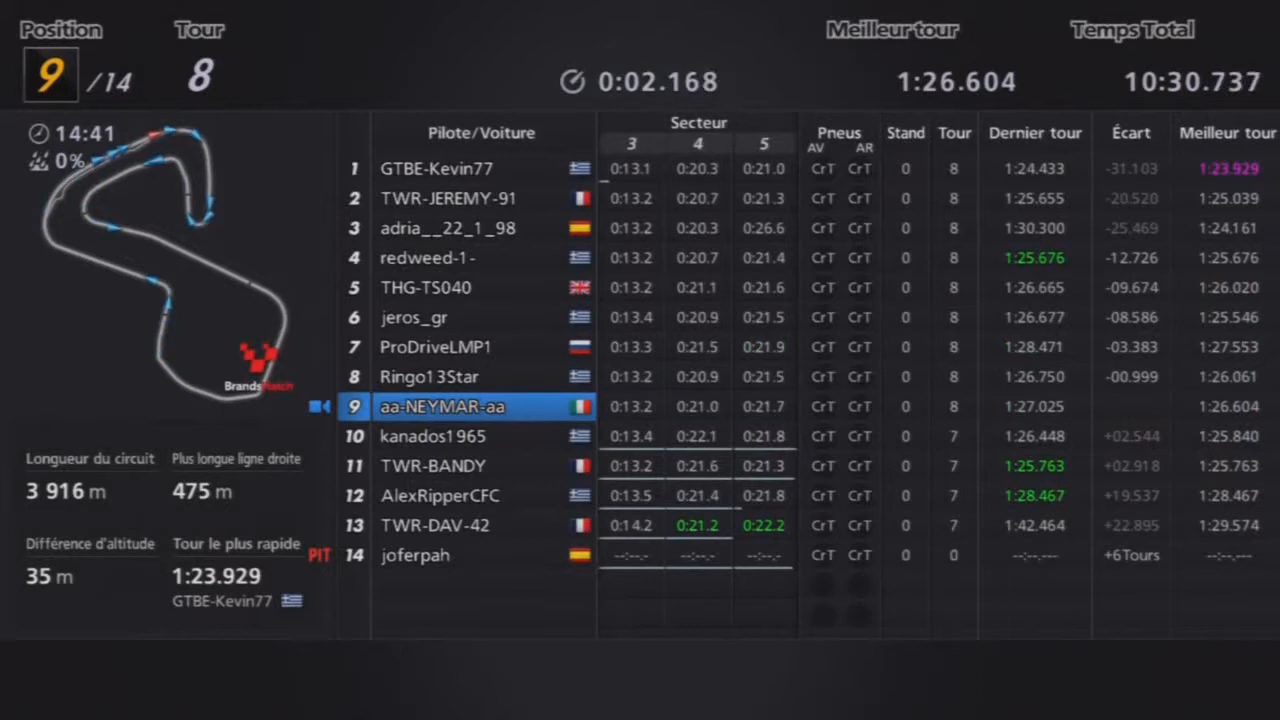 Position Tour Meilleur tour Temps Total
9 /14 8 0:02.168 1:26.604 10:30.737
14:41
0%
Brands Hatch
Longueur du circuit Plus longue ligne droite
3 916 m 475 m
Différence d'altitude Tour le plus rapide
35 m 1:23.929
GTBE-Kevin77
Pilote/Voiture Secteur Pneus Stand Tour Dernier tour Écart Meilleur tour
3 4 5 AV AR
1 GTBE-Kevin77 0:13.1 0:20.3 0:21.0 CrT CrT 0 8 1:24.433 -31.103 1:23.929
2 TWR-JEREMY-91 0:13.2 0:20.7 0:21.3 CrT CrT 0 8 1:25.655 -20.520 1:25.039
3 adria__22_1_98 0:13.2 0:20.3 0:26.6 CrT CrT 0 8 1:30.300 -25.469 1:24.161
4 redweed-1- 0:13.2 0:20.7 0:21.4 CrT CrT 0 8 1:25.676 -12.726 1:25.676
5 THG-TS040 0:13.2 0:21.1 0:21.6 CrT CrT 0 8 1:26.665 -09.674 1:26.020
6 jeros_gr 0:13.4 0:20.9 0:21.5 CrT CrT 0 8 1:26.677 -08.586 1:25.546
7 ProDriveLMP1 0:13.3 0:21.5 0:21.9 CrT CrT 0 8 1:28.471 -03.383 1:27.553
8 Ringo13Star 0:13.2 0:20.9 0:21.5 CrT CrT 0 8 1:26.750 -00.999 1:26.061
9 aa-NEYMAR-aa 0:13.2 0:21.0 0:21.7 CrT CrT 0 8 1:27.025 1:26.604
10 kanados1965 0:13.4 0:22.1 0:21.8 CrT CrT 0 7 1:26.448 +02.544 1:25.840
11 TWR-BANDY 0:13.2 0:21.6 0:21.3 CrT CrT 0 7 1:25.763 +02.918 1:25.763
12 AlexRipperCFC 0:13.5 0:21.4 0:21.8 CrT CrT 0 7 1:28.467 +19.537 1:28.467
13 TWR-DAV-42 0:14.2 0:21.2 0:22.2 CrT CrT 0 7 1:42.464 +22.895 1:29.574
PIT 14 joferpah --:--.- --:--.- --:--.- CrT CrT 0 0 --:--.--- +6Tours --:--.---